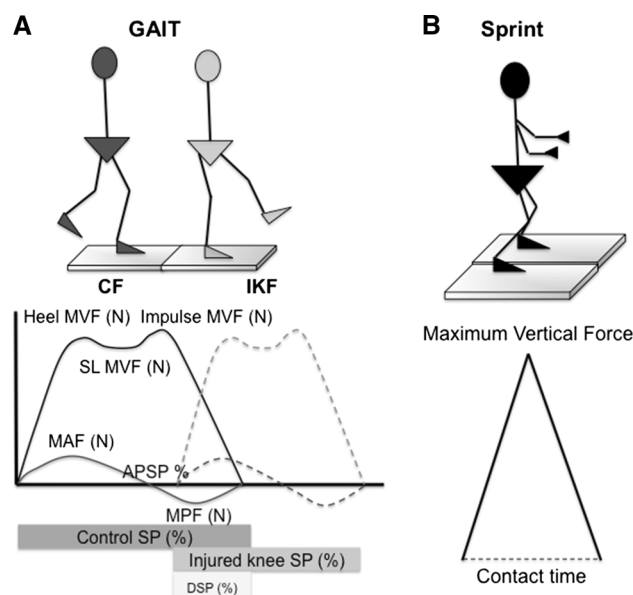 A
GAIT
CF
IKF
Heel MVF (N)
Impulse MVF (N)
SL MVF (N)
MAF (N)
APSP %
MPF (N)
Control SP (%)
Injured knee SP (%)
DSP (%)
B
Sprint
Maximum Vertical Force
Contact time